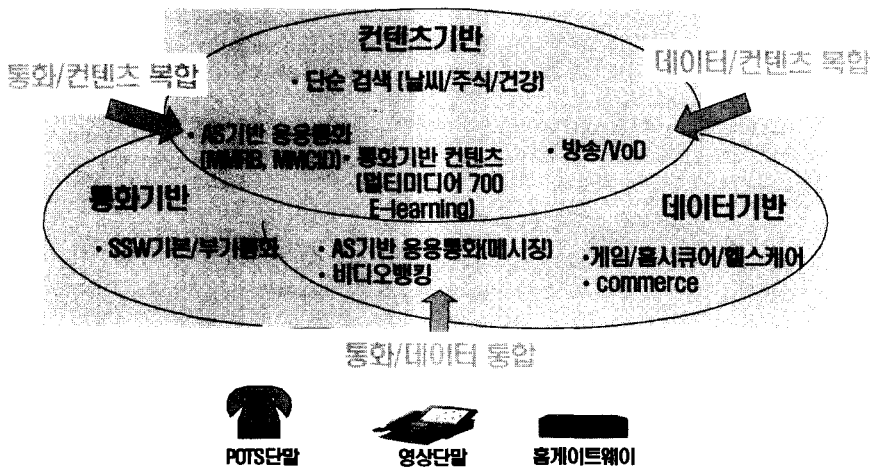 컨텐츠기반
통화/컨텐츠 복합
데이터/컨텐츠 복합
• 단순 검색 (날씨/주식/건강)
• AS기반 응용통화
(MMRB, MMCID)
• 통화기반 컨텐츠
(멀티미디어 700
E-learning)
• 방송/VoD
통화기반
데이터기반
• SSW기본/부가통화
• AS기반 응용통화(메시징)
• 비디오뱅킹
• 게임/홈시큐어/헬스케어
• commerce
통화/데이터 통합
POTS단말
영상단말
홈게이트웨이